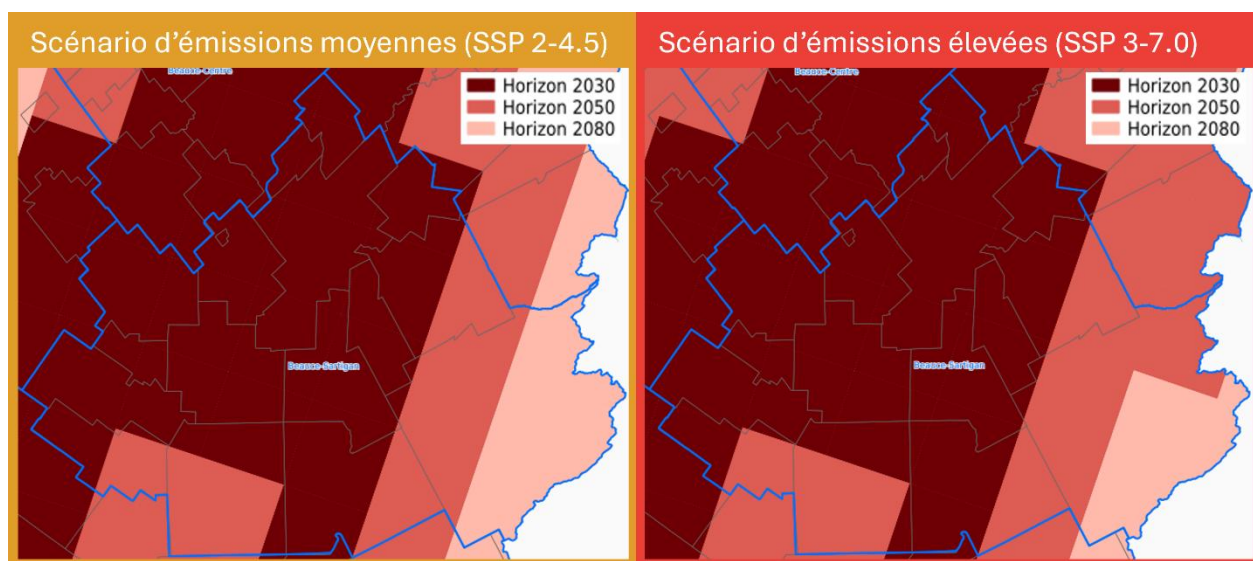 Scénario d'émissions moyennes (SSP 2-4.5)
Beauce-Centre
Horizon 2030
Horizon 2050
Horizon 2080
Beauce-Sartigan
Scénario d'émissions élevées (SSP 3-7.0)
Beauce-Centre
Horizon 2030
Horizon 2050
Horizon 2080
Beauce-Sartigan